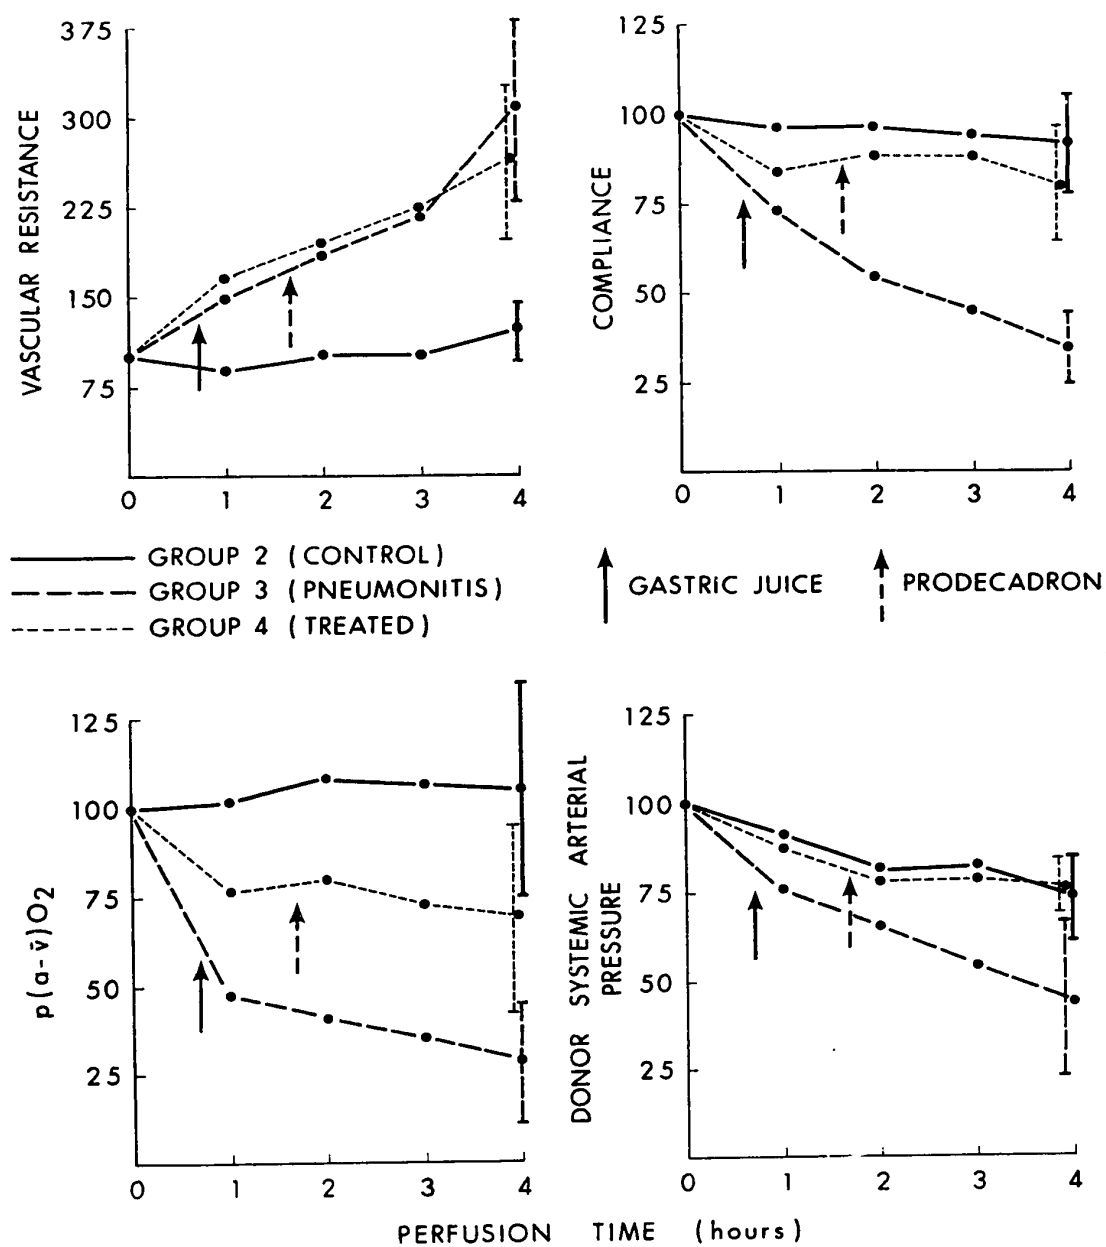 VASCULAR RESISTANCE
375
300
225
150
75
0 1 2 3 4
COMPLIANCE
125
100
75
50
25
0 1 2 3 4
GROUP 2 (CONTROL)
GROUP 3 (PNEUMONITIS)
GROUP 4 (TREATED)
GASTRIC JUICE
PRODECADRON
p(a-v̄)O2
125
100
75
50
25
0 1 2 3 4
DONOR SYSTEMIC ARTERIAL
PRESSURE
125
100
75
50
25
0 1 2 3 4
PERFUSION TIME (hours)